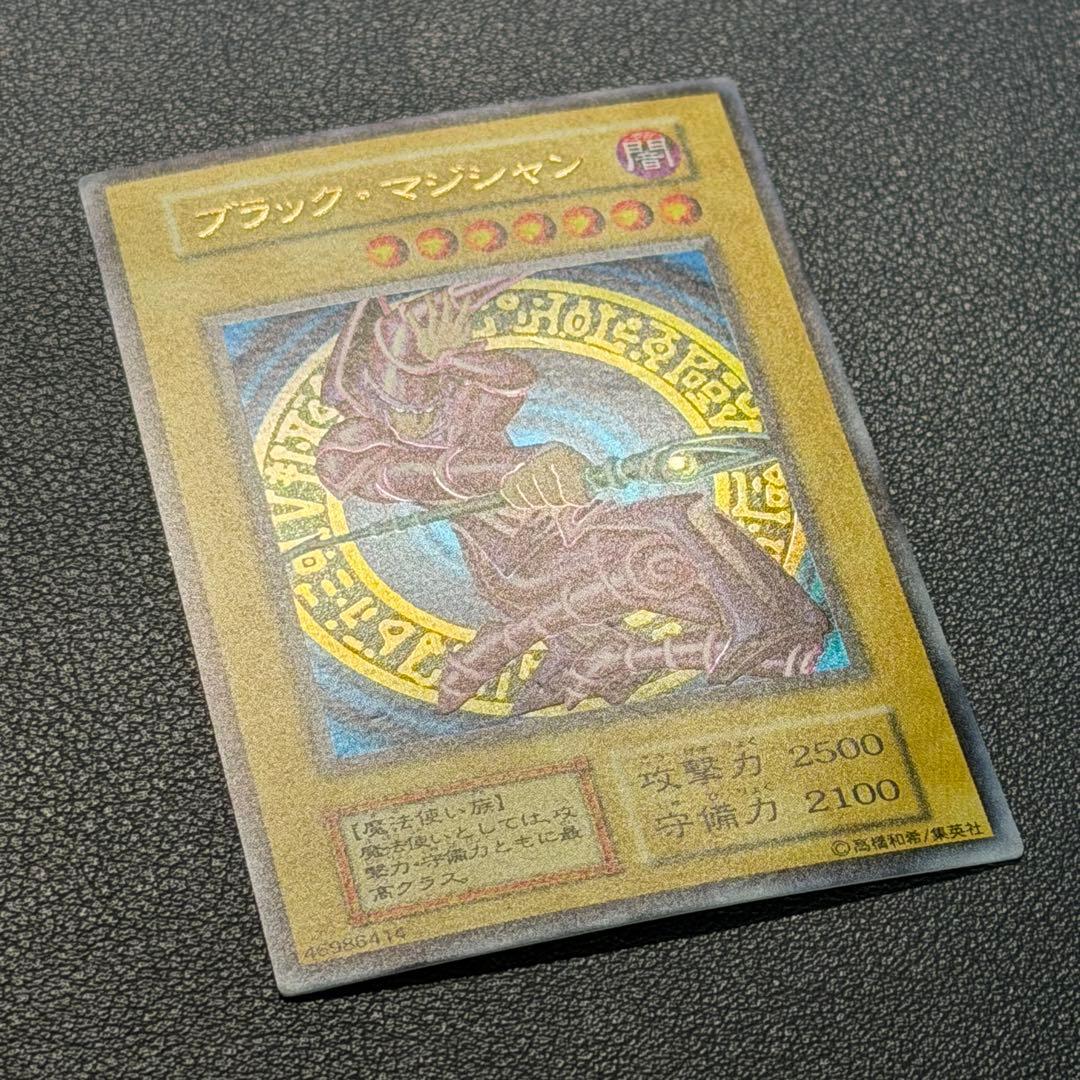 ブラック・マジシャン
闇
攻撃力 2500
守備力 2100
【魔法使い族】
魔法使いとしては、攻
撃力・守備力ともに最
高クラス。
46986414
©高橋和希/集英社